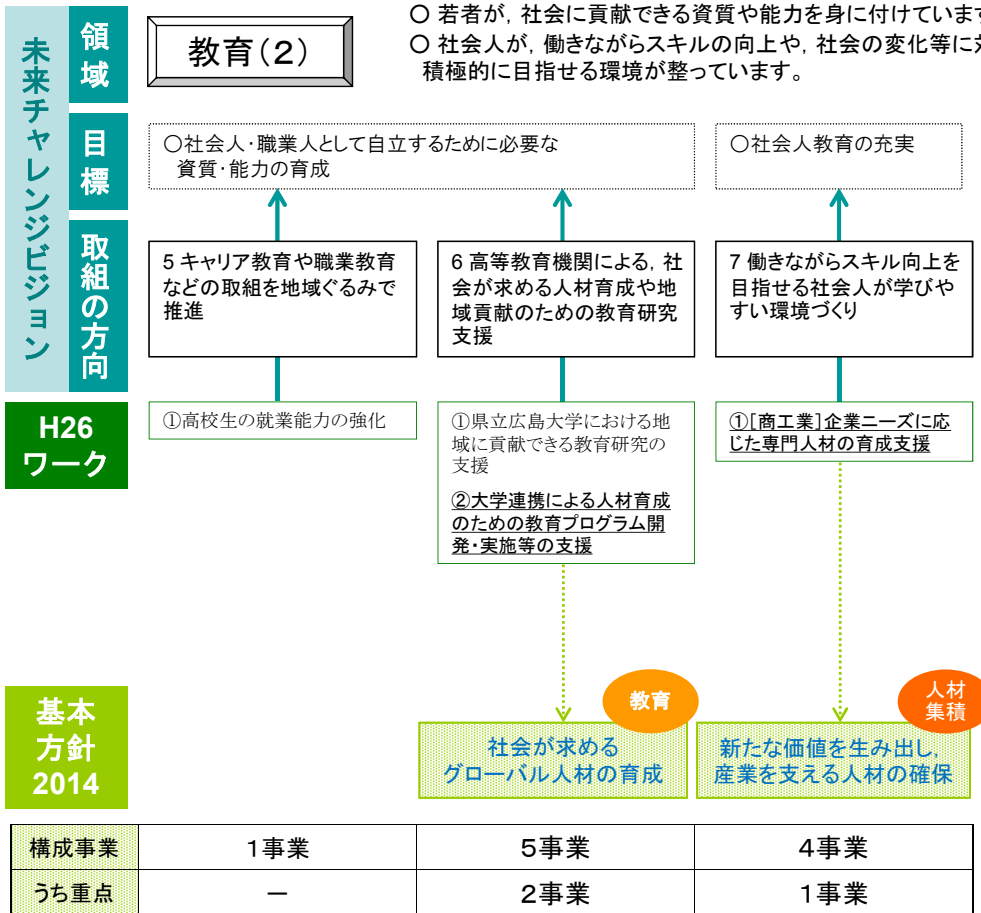 未来チャレンジビジョン
領域
教育(2)
○ 若者が，社会に貢献できる資質や能力を身に付けています
○ 社会人が，働きながらスキルの向上や，社会の変化等に
積極的に目指せる環境が整っています。
目標
○社会人・職業人として自立するために必要な
資質・能力の育成
○社会人教育の充実
取組の方向
5 キャリア教育や職業教育
などの取組を地域ぐるみで
推進
6 高等教育機関による，社
会が求める人材育成や地
域貢献のための教育研究
支援
7 働きながらスキル向上を
目指せる社会人が学びや
すい環境づくり
H26
ワーク
①高校生の就業能力の強化
①県立広島大学における地
域に貢献できる教育研究の
支援
②大学連携による人材育成
のための教育プログラム開
発・実施等の支援
①[商工業]企業ニーズに応
じた専門人材の育成支援
基本
方針
2014
教育
社会が求める
グローバル人材の育成
人材
集積
新たな価値を生み出し，
産業を支える人材の確保
構成事業 1事業 5事業 4事業
うち重点 － 2事業 1事業